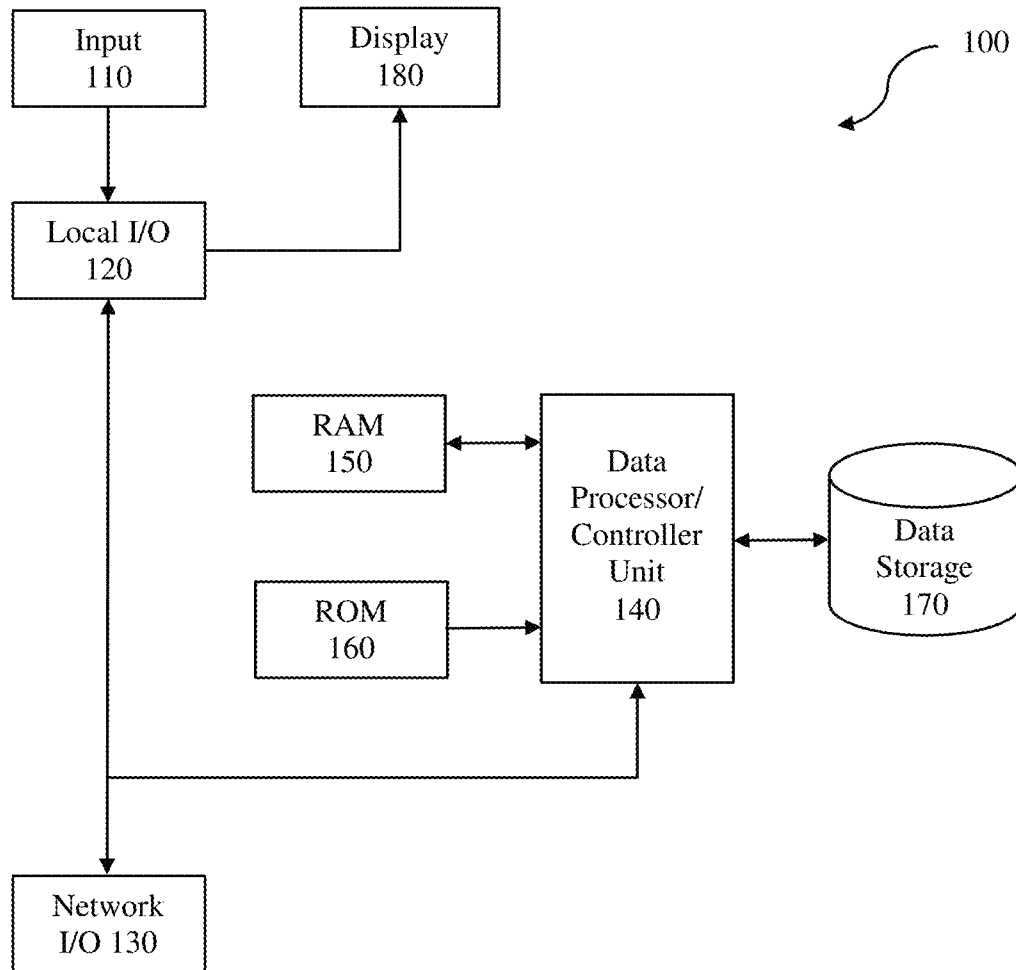 Input
110
Display
180
100
Local I/O
120
RAM
150
Data
Processor/
Controller
Unit
140
Data
Storage
170
ROM
160
Network
I/O 130